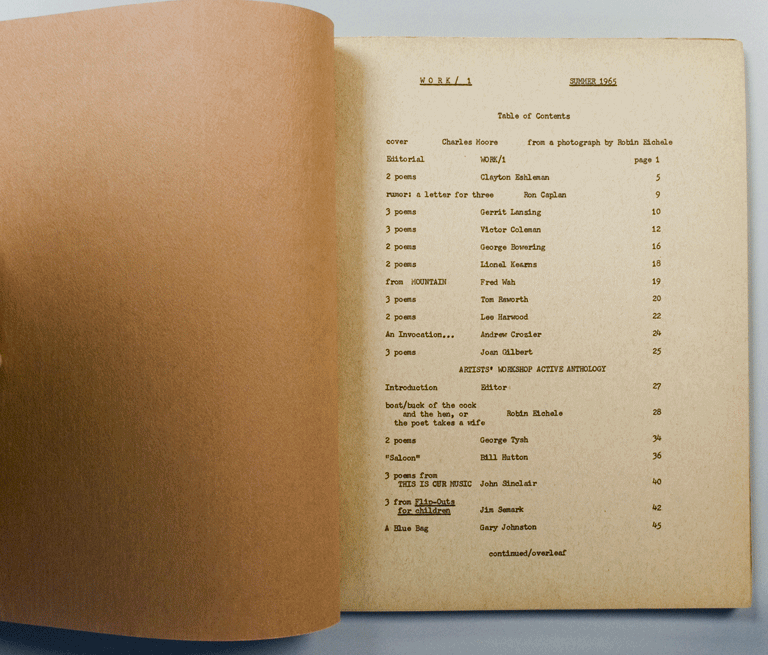 WORK/ 1 SUMMER 1965
Table of Contents
cover Charles Moore from a photograph by Robin Eichele
Editorial WORK/1 page 1
2 poems Clayton Eshleman 5
rumor: a letter for three Ron Caplan 9
3 poems Gerrit Lansing 10
3 poems Victor Coleman 12
2 poems George Bowering 16
2 poems Lionel Kearns 18
from MOUNTAIN Fred Wah 19
3 poems Tom Raworth 20
2 poems Lee Harwood 22
An Invocation... Andrew Crozier 24
3 poems Joan Gilbert 25
ARTISTS' WORKSHOP ACTIVE ANTHOLOGY
Introduction Editor 27
beat/buck of the cock
and the hen, or Robin Eichele 28
the poet takes a wife
2 poems George Tysh 34
"Saloon" Bill Hutton 36
3 poems from
THIS IS OUR MUSIC John Sinclair 40
3 from Flip-Outs
for children Jim Semark 42
A Blue Bag Gary Johnston 45
continued/overleaf